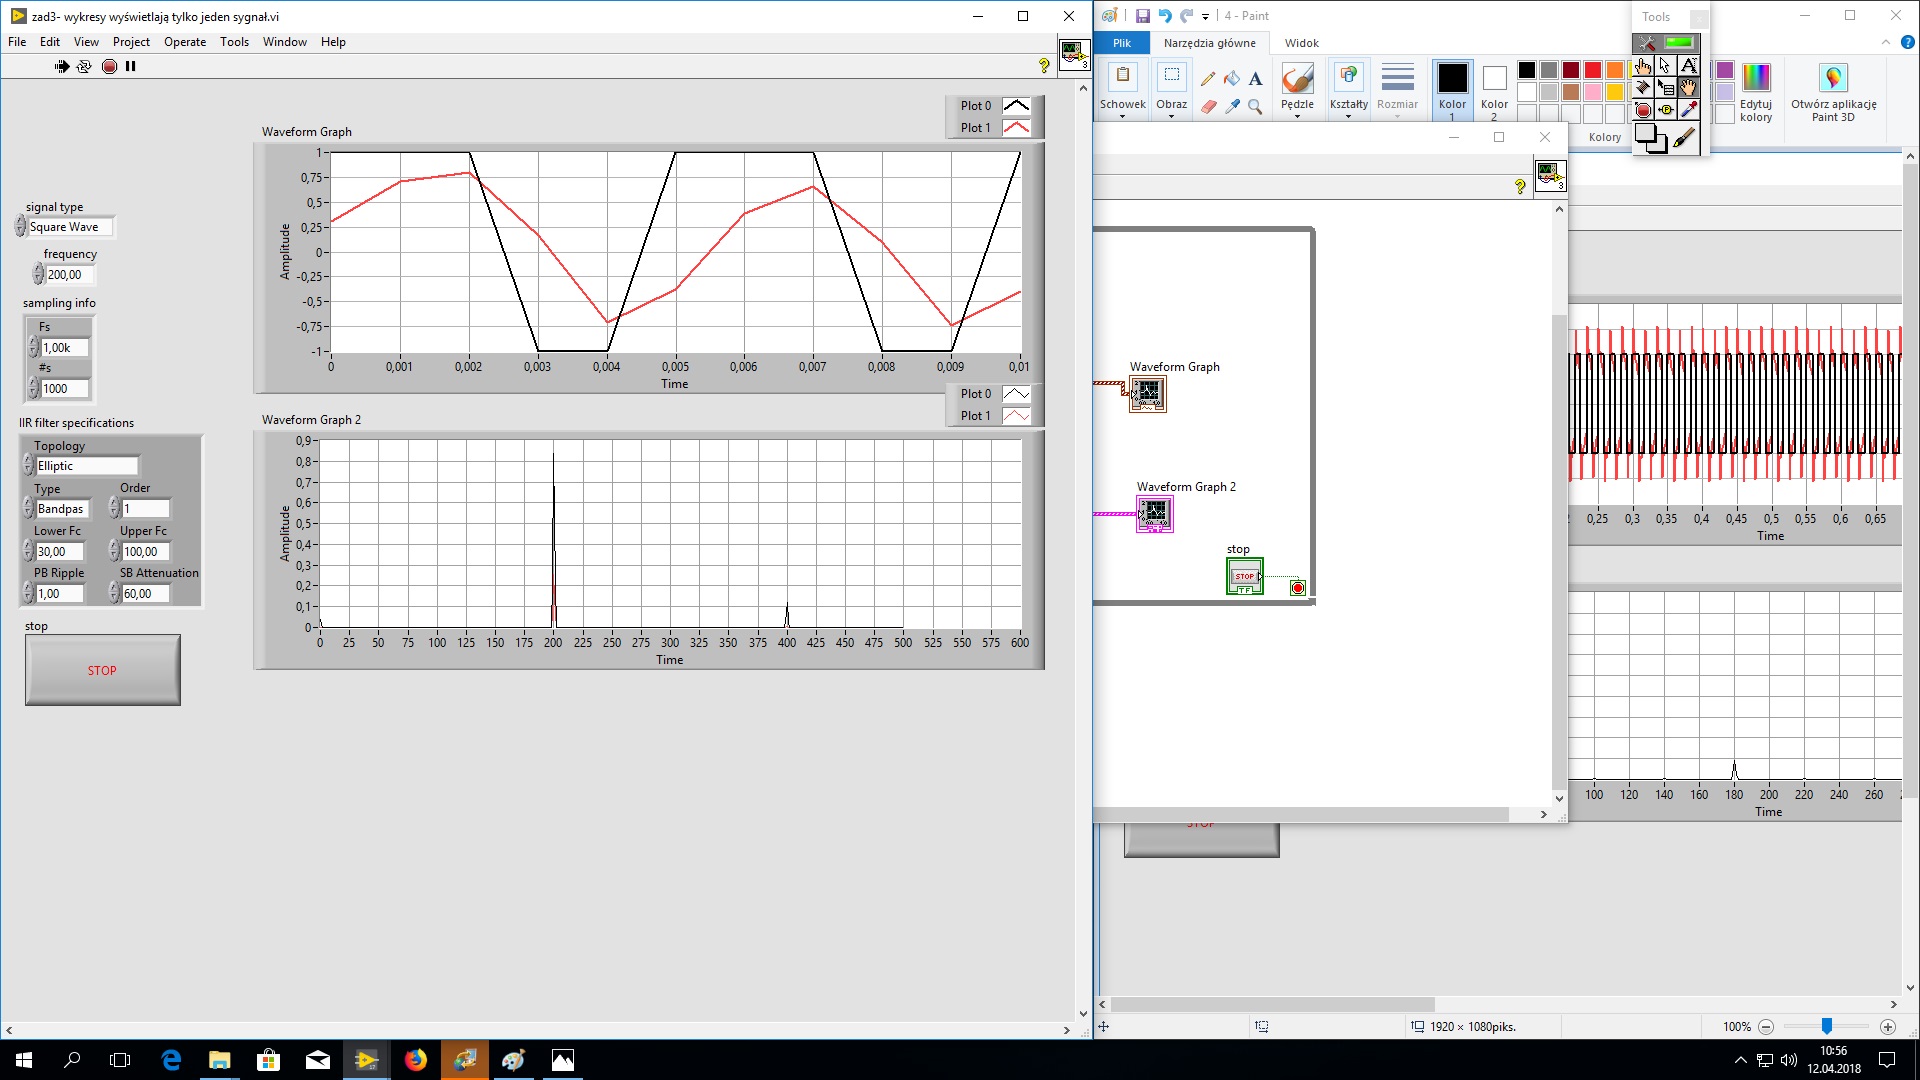 zad3- wykresy wyświetlają tylko jeden sygnał.vi
File Edit View Project Operate Tools Window Help
3
Plot 0
Plot 1
Waveform Graph
1
0,75
0,5
0,25
0
-0,25
-0,5
-0,75
-1
Amplitude
0 0,001 0,002 0,003 0,004 0,005 0,006 0,007 0,008 0,009 0,01
Time
signal type
Square Wave
frequency
200,00
sampling info
Fs
1,00k
#s
1000
IIR filter specifications
Topology
Elliptic
Type Order
Bandpas 1
Lower Fc Upper Fc
30,00 100,00
PB Ripple SB Attenuation
1,00 60,00
stop
STOP
Plot 0
Plot 1
Waveform Graph 2
0,9
0,8
0,7
0,6
0,5
0,4
0,3
0,2
0,1
0
Amplitude
0 25 50 75 100 125 150 175 200 225 250 275 300 325 350 375 400 425 450 475 500 525 550 575 600
Time
4 - Paint
Plik Narzędzia główne Widok
Schowek Obraz Pędzle Kształty Rozmiar Kolor 1 Kolor 2 Edytuj kolory Otwórz aplikację Paint 3D
Kolory
Tools
3
Waveform Graph
Waveform Graph 2
stop
STOP
TF
0,25 0,3 0,35 0,4 0,45 0,5 0,55 0,6 0,65
Time
100 120 140 160 180 200 220 240 260
Time
STOP
1920 × 1080piks.
100%
10:56
12.04.2018